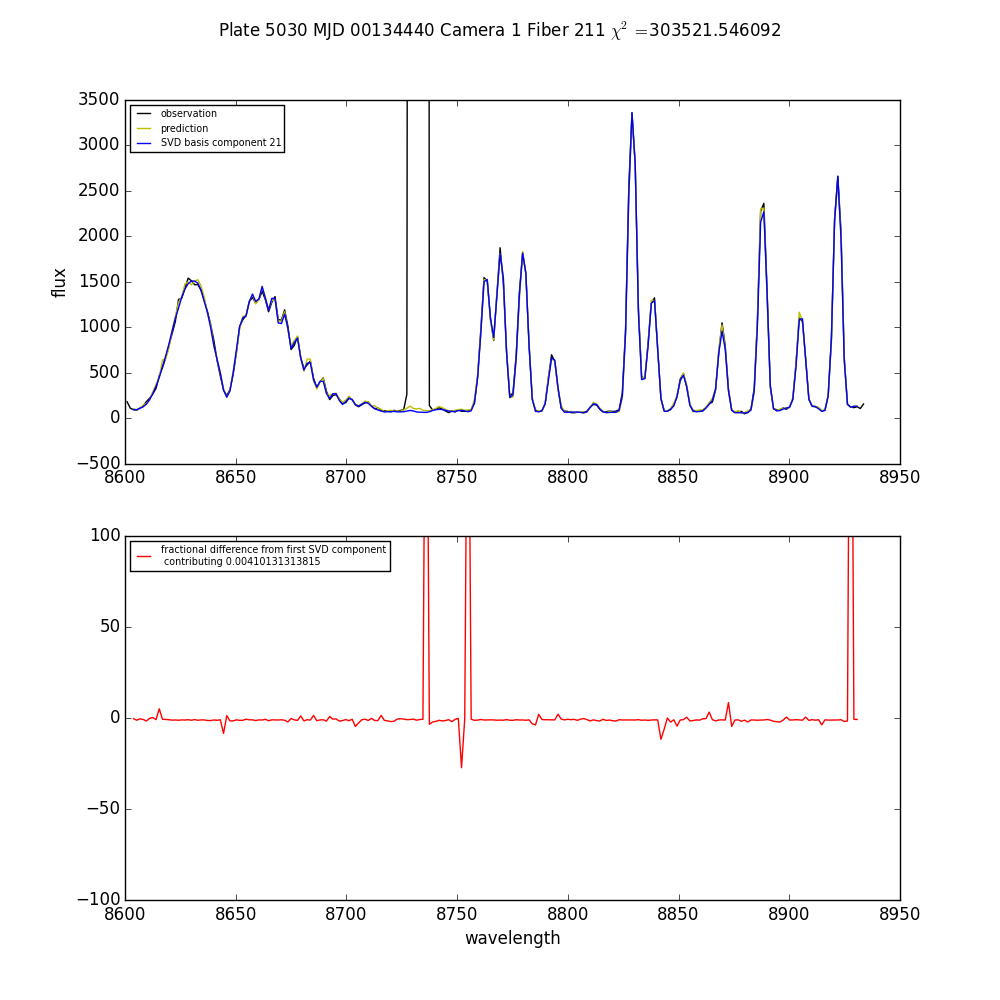 Plate 5030 MJD 00134440 Camera 1 Fiber 211 χ² =303521.546092
3500
3000
2500
2000
1500
1000
500
0
−500
flux
observation
prediction
SVD basis component 21
8600 8650 8700 8750 8800 8850 8900 8950
100
50
0
−50
−100
fractional difference from first SVD component
contributing 0.00410131313815
8600 8650 8700 8750 8800 8850 8900 8950
wavelength